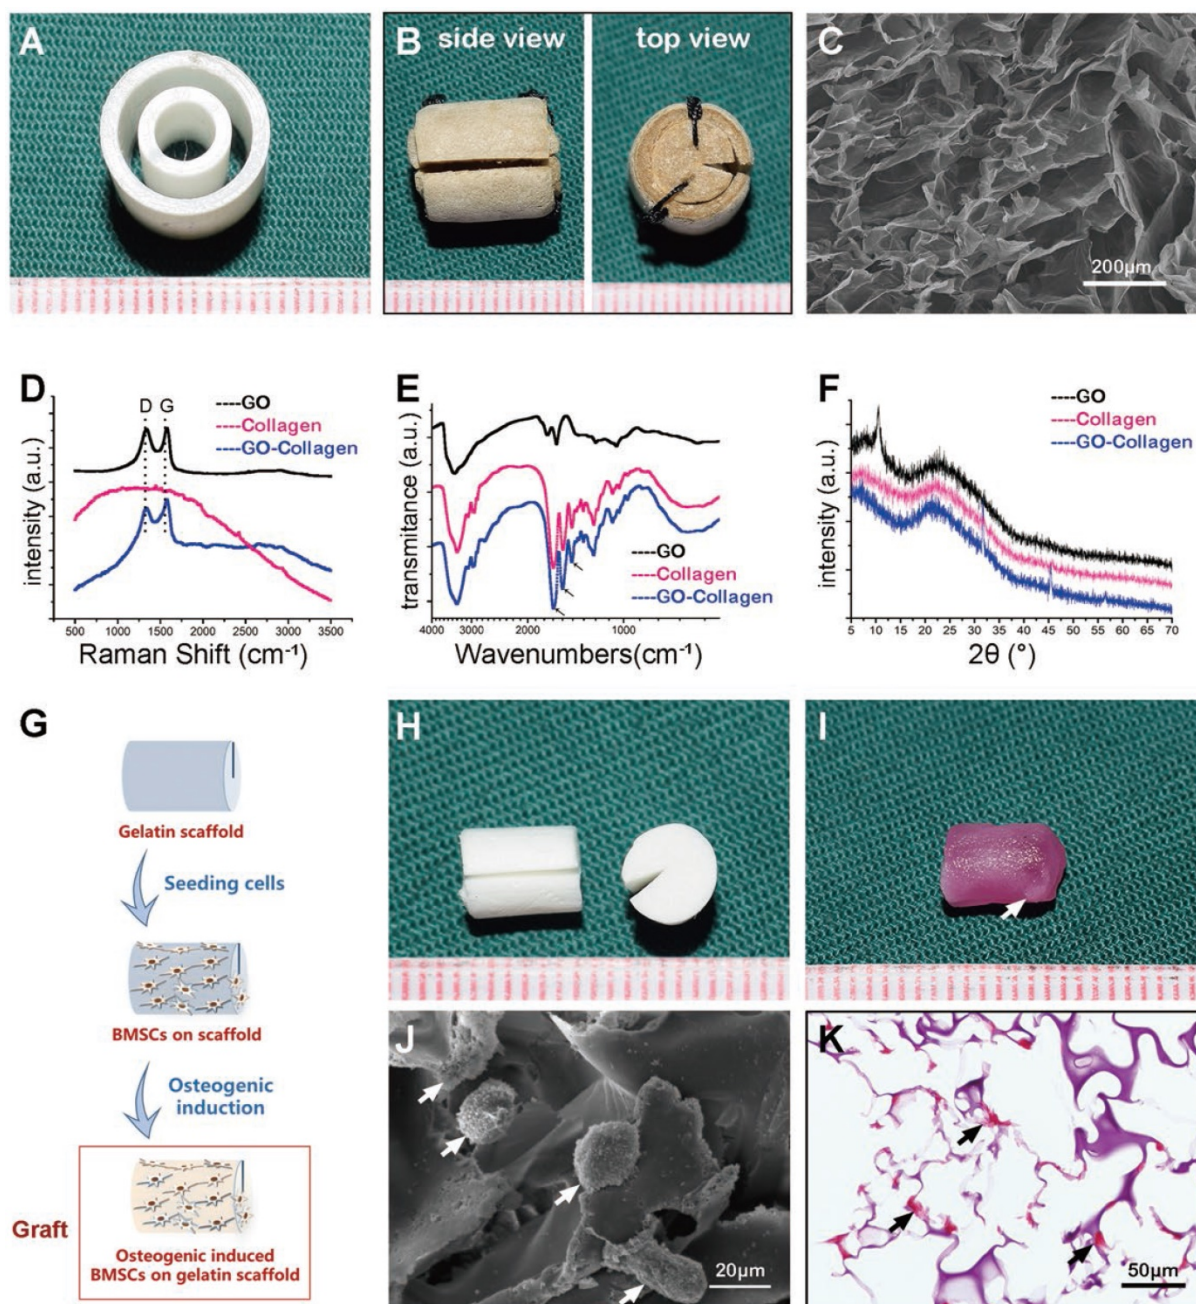 A
B
side view
top view
C
200μm
D
D G
GO
Collagen
GO-Collagen
intensity (a.u.)
500 1000 1500 2000 2500 3000 3500
Raman Shift (cm⁻¹)
E
transmitance (a.u.)
GO
Collagen
GO-Collagen
4000 3000 2000 1000
Wavenumbers(cm⁻¹)
F
GO
Collagen
GO-Collagen
intensity (a.u.)
5 10 15 20 25 30 35 40 45 50 55 60 65 70
2θ (°)
G
Gelatin scaffold
Seeding cells
BMSCs on scaffold
Osteogenic
induction
Graft
Osteogenic induced
BMSCs on gelatin scaffold
H
I
J
20μm
K
50μm